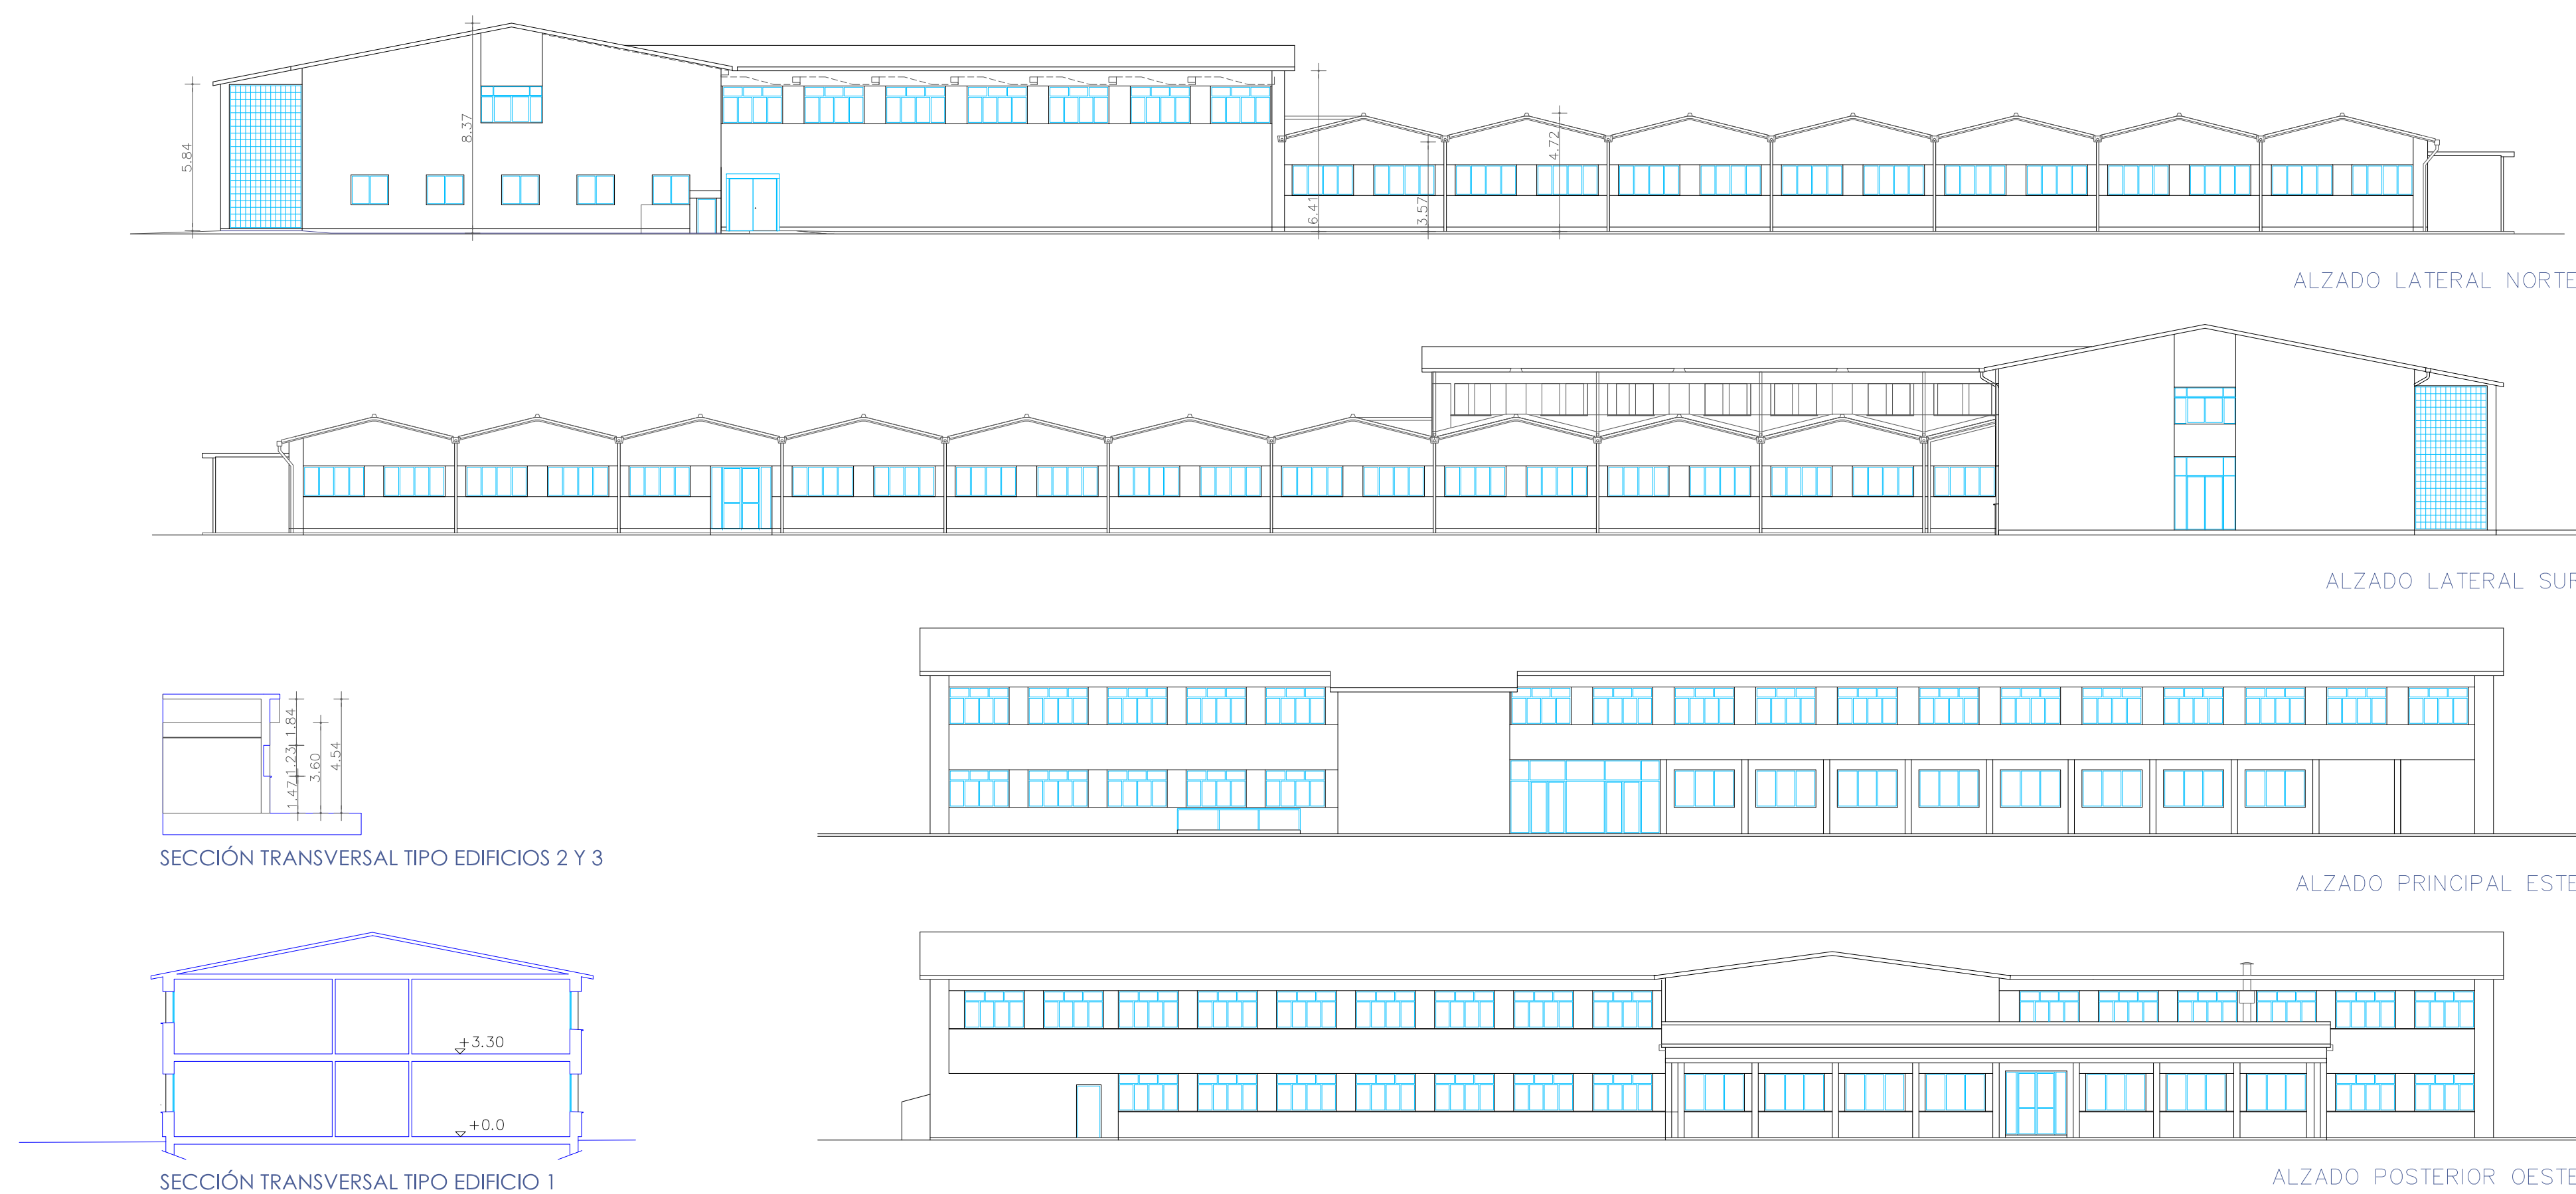 8.37
5.84
6.41
3.57
4.72
ALZADO LATERAL NORTE
ALZADO LATERAL SUR
1.84
1.23
1.47
3.60
4.54
SECCIÓN TRANSVERSAL TIPO EDIFICIOS 2 Y 3
ALZADO PRINCIPAL ESTE
+3.30
+0.0
SECCIÓN TRANSVERSAL TIPO EDIFICIO 1
ALZADO POSTERIOR OESTE